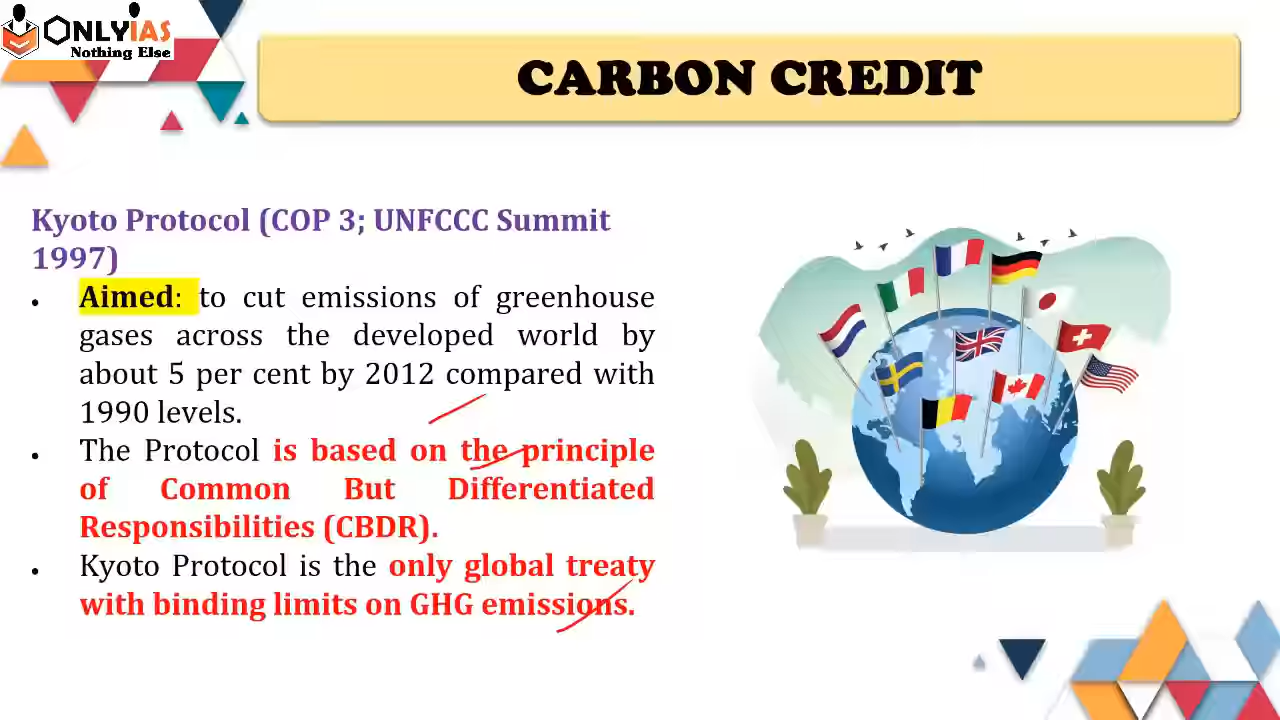 ONLYIAS
Nothing Else
CARBON CREDIT
Kyoto Protocol (COP 3; UNFCCC Summit
1997)
• Aimed: to cut emissions of greenhouse
gases across the developed world by
about 5 per cent by 2012 compared with
1990 levels.
• The Protocol is based on the principle
of Common But Differentiated
Responsibilities (CBDR).
• Kyoto Protocol is the only global treaty
with binding limits on GHG emissions.